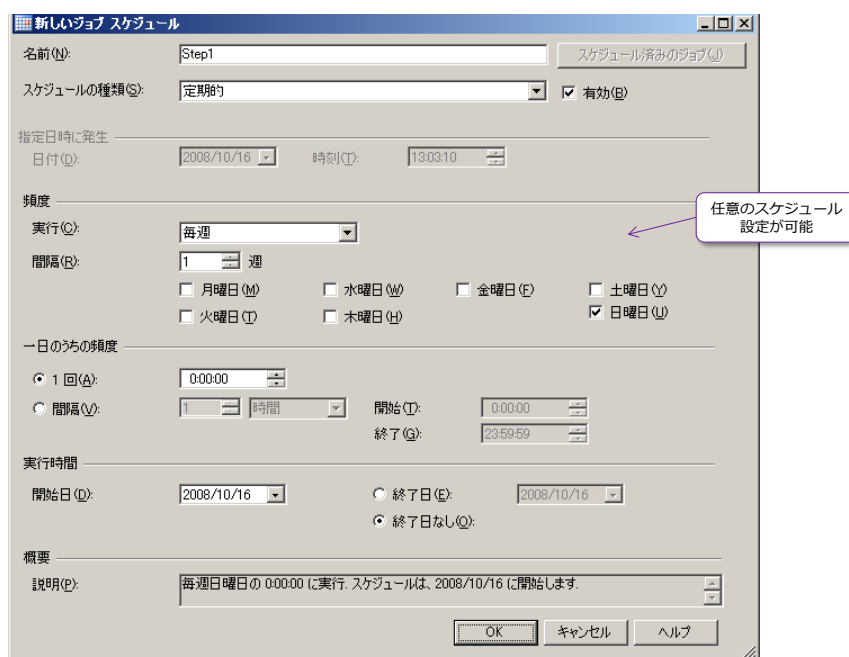 新しいジョブ スケジュール
名前(N): Step1 スケジュール済みのジョブ(J)
スケジュールの種類(S): 定期的 有効(B)
指定日時に発生
日付(D): 2008/10/16 時刻(T): 13:03:10
頻度
任意のスケジュール
設定が可能
実行(C): 毎週
間隔(R): 1 週
月曜日(M) 水曜日(W) 金曜日(F) 土曜日(Y)
火曜日(T) 木曜日(H) 日曜日(U)
一日のうちの頻度
1 回(A): 0:00:00
間隔(V): 1 時間 開始(T): 0:00:00
終了(G): 23:59:59
実行時間
開始日(D): 2008/10/16 終了日(E): 2008/10/16
終了日なし(O):
概要
説明(P): 毎週日曜日の 0:00:00 に実行. スケジュールは、2008/10/16 に開始します.
OK キャンセル ヘルプ